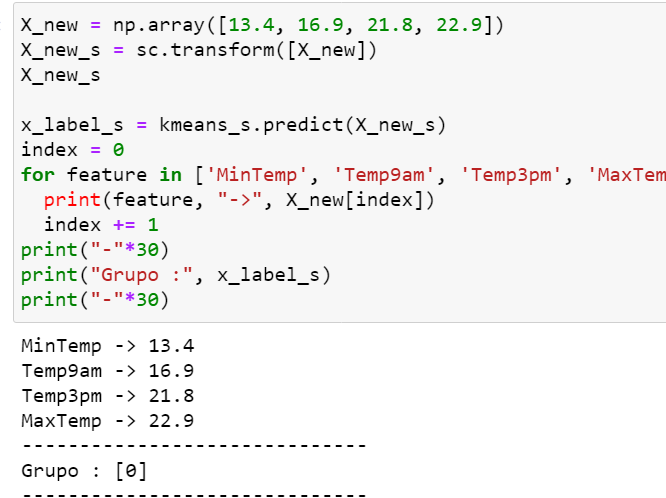 X_new = np.array([13.4, 16.9, 21.8, 22.9])
X_new_s = sc.transform([X_new])
X_new_s
x_label_s = kmeans_s.predict(X_new_s)
index = 0
for feature in ['MinTemp', 'Temp9am', 'Temp3pm', 'MaxTem
print(feature, "->", X_new[index])
index += 1
print("-"*30)
print("Grupo :", x_label_s)
print("-"*30)
MinTemp -> 13.4
Temp9am -> 16.9
Temp3pm -> 21.8
MaxTemp -> 22.9
------------------------------
Grupo : [0]
------------------------------